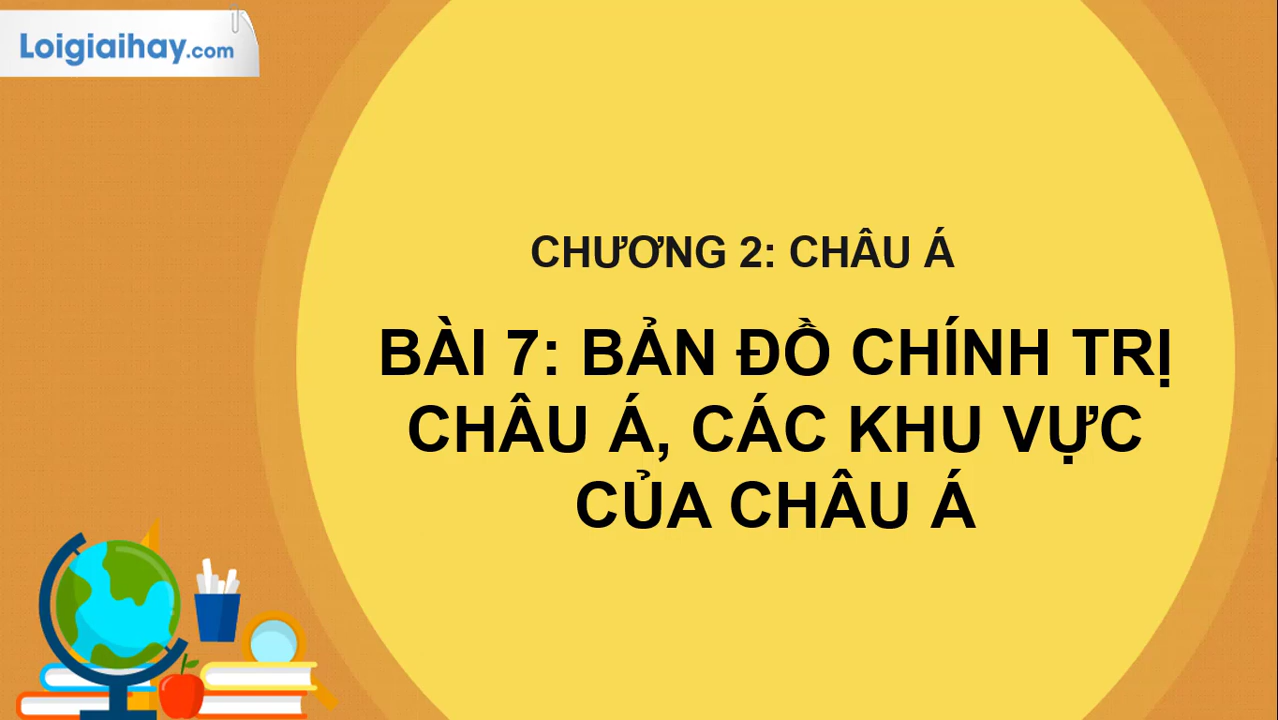 Loigiaihay.com
CHƯƠNG 2: CHÂU Á
BÀI 7: BẢN ĐỒ CHÍNH TRỊ
CHÂU Á, CÁC KHU VỰC
CỦA CHÂU Á